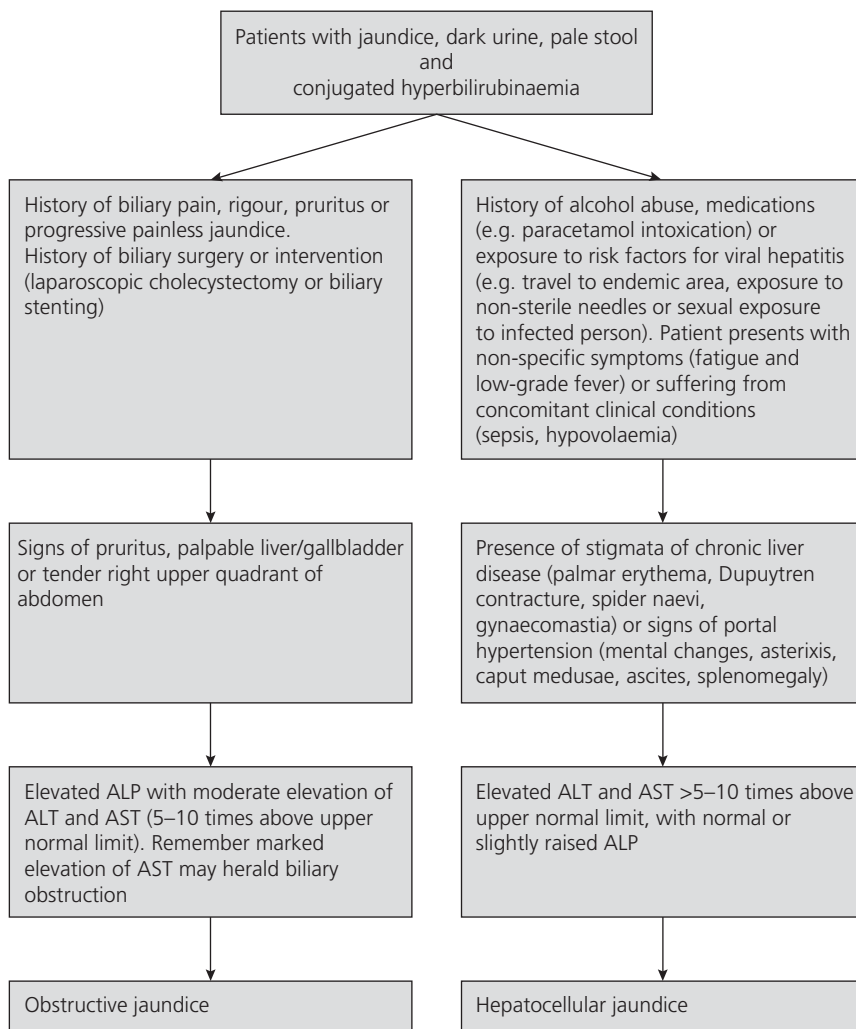 Patients with jaundice, dark urine, pale stool
and
conjugated hyperbilirubinaemia
History of biliary pain, rigour, pruritus or
progressive painless jaundice.
History of biliary surgery or intervention
(laparoscopic cholecystectomy or biliary
stenting)
Signs of pruritus, palpable liver/gallbladder
or tender right upper quadrant of
abdomen
Elevated ALP with moderate elevation of
ALT and AST (5–10 times above upper
normal limit). Remember marked
elevation of AST may herald biliary
obstruction
Obstructive jaundice
History of alcohol abuse, medications
(e.g. paracetamol intoxication) or
exposure to risk factors for viral hepatitis
(e.g. travel to endemic area, exposure to
non-sterile needles or sexual exposure
to infected person). Patient presents with
non-specific symptoms (fatigue and
low-grade fever) or suffering from
concomitant clinical conditions
(sepsis, hypovolaemia)
Presence of stigmata of chronic liver
disease (palmar erythema, Dupuytren
contracture, spider naevi,
gynaecomastia) or signs of portal
hypertension (mental changes, asterixis,
caput medusae, ascites, splenomegaly)
Elevated ALT and AST >5–10 times above
upper normal limit, with normal or
slightly raised ALP
Hepatocellular jaundice